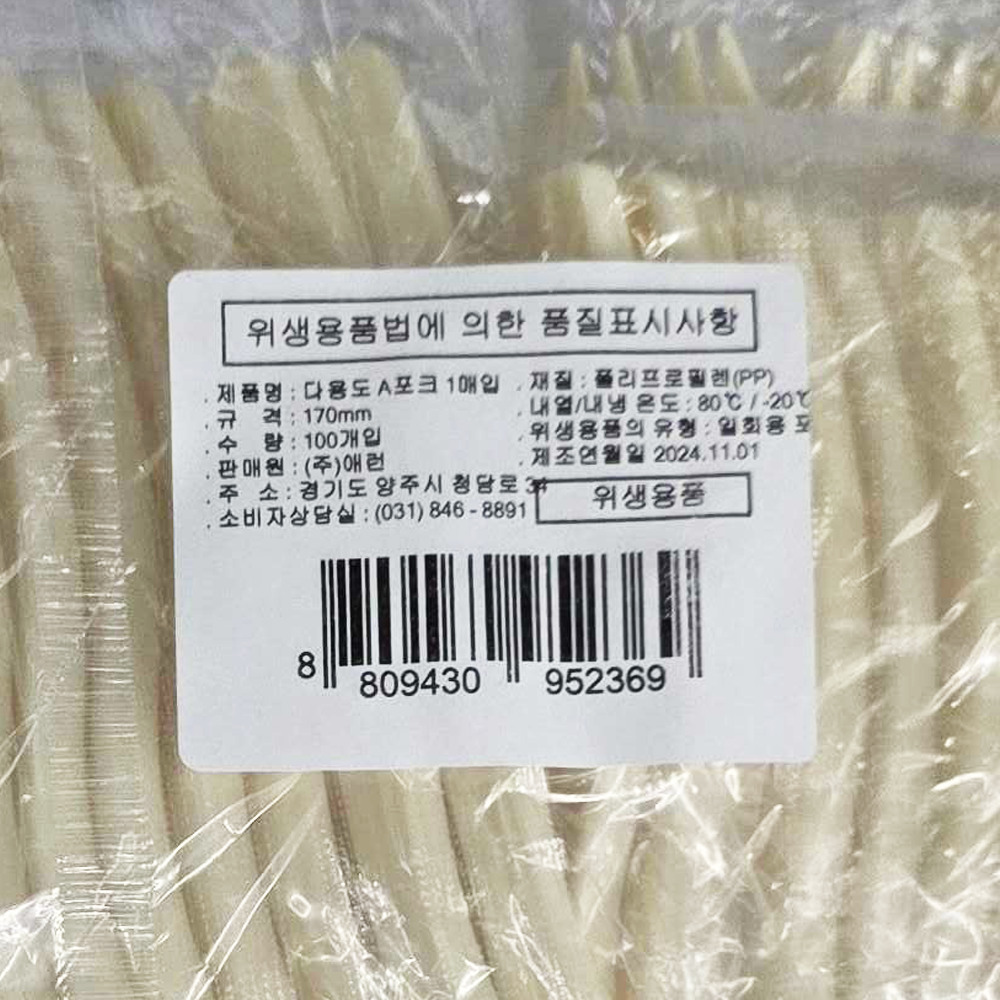 위생용품법에 의한 품질표시사항
. 제품명 : 다용도 A포크 1매입
. 규 격 : 170mm
. 수 량 : 100개입
. 판매원 : (주)애런
. 주 소 : 경기도 양주시 청담로 34
. 소비자상담실 : (031) 846 - 8891
. 재질 : 폴리프로필렌(PP)
. 내열/내냉 온도 : 80℃ / -20℃
. 위생용품의 유형 : 일회용 포
. 제조연월일 2024.11.01
위생용품
8 809430 952369